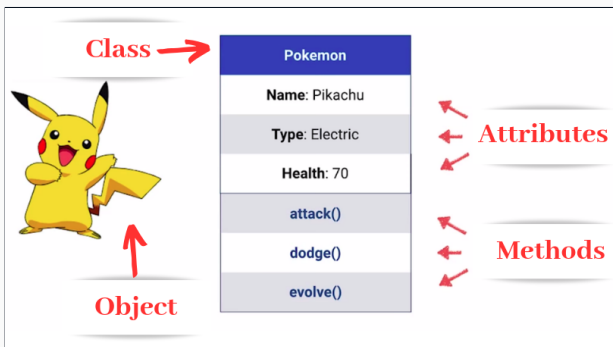 Class
Pokemon
Name: Pikachu
Type: Electric
Health: 70
Attributes
attack()
dodge()
evolve()
Methods
Object